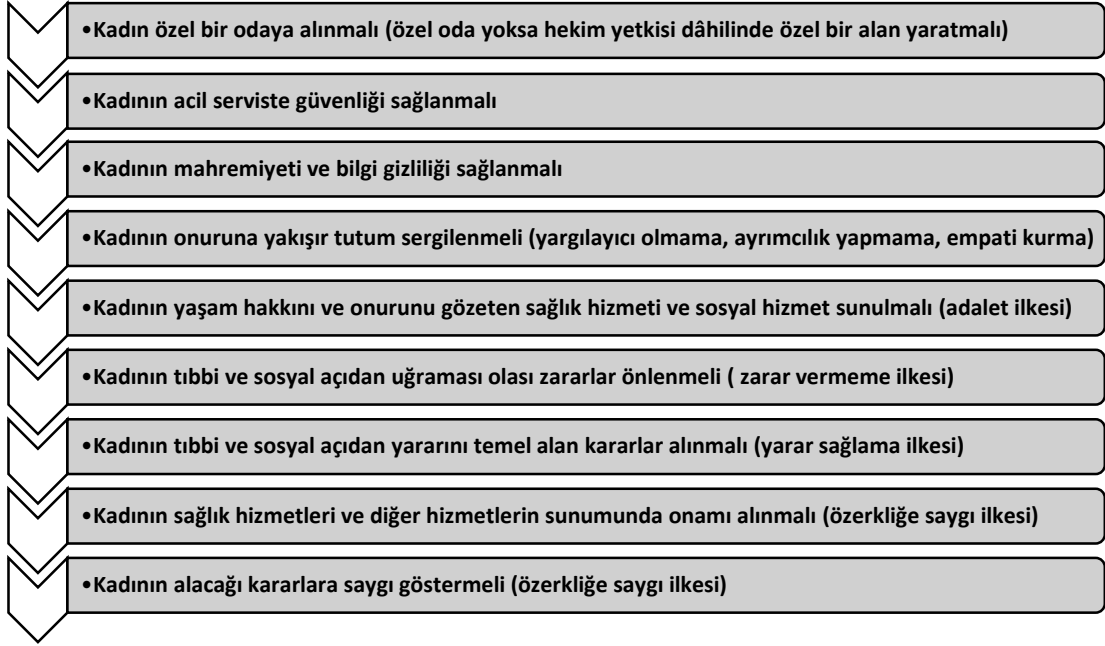 •Kadın özel bir odaya alınmalı (özel oda yoksa hekim yetkisi dâhilinde özel bir alan yaratmalı)
•Kadının acil serviste güvenliği sağlanmalı
•Kadının mahremiyeti ve bilgi gizliliği sağlanmalı
•Kadının onuruna yakışır tutum sergilenmeli (yargılayıcı olmama, ayrımcılık yapmama, empati kurma)
•Kadının yaşam hakkını ve onurunu gözeten sağlık hizmeti ve sosyal hizmet sunulmalı (adalet ilkesi)
•Kadının tıbbi ve sosyal açıdan uğraması olası zararlar önlenmeli ( zarar vermeme ilkesi)
•Kadının tıbbi ve sosyal açıdan yararını temel alan kararlar alınmalı (yarar sağlama ilkesi)
•Kadının sağlık hizmetleri ve diğer hizmetlerin sunumunda onamı alınmalı (özerkliğe saygı ilkesi)
•Kadının alacağı kararlara saygı göstermeli (özerkliğe saygı ilkesi)